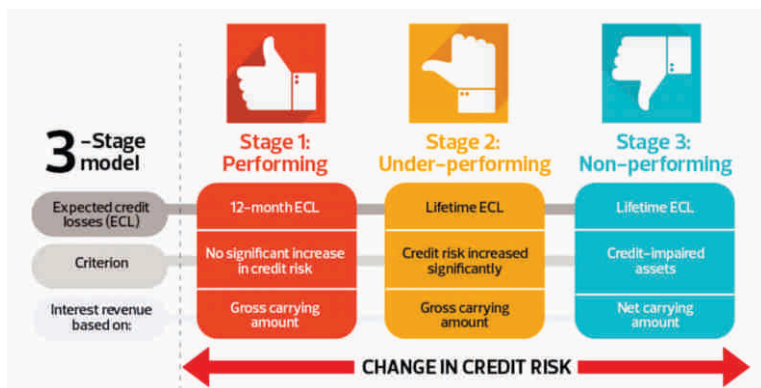 3-Stage
model
Stage 1:
Performing
Stage 2:
Under-performing
Stage 3:
Non-performing
Expected credit
losses (ECL)
12-month ECL
Lifetime ECL
Lifetime ECL
Criterion
No significant increase
in credit risk
Credit risk increased
significantly
Credit-impaired
assets
Interest revenue
based on:
Gross carrying
amount
Gross carrying
amount
Net carrying
amount
CHANGE IN CREDIT RISK